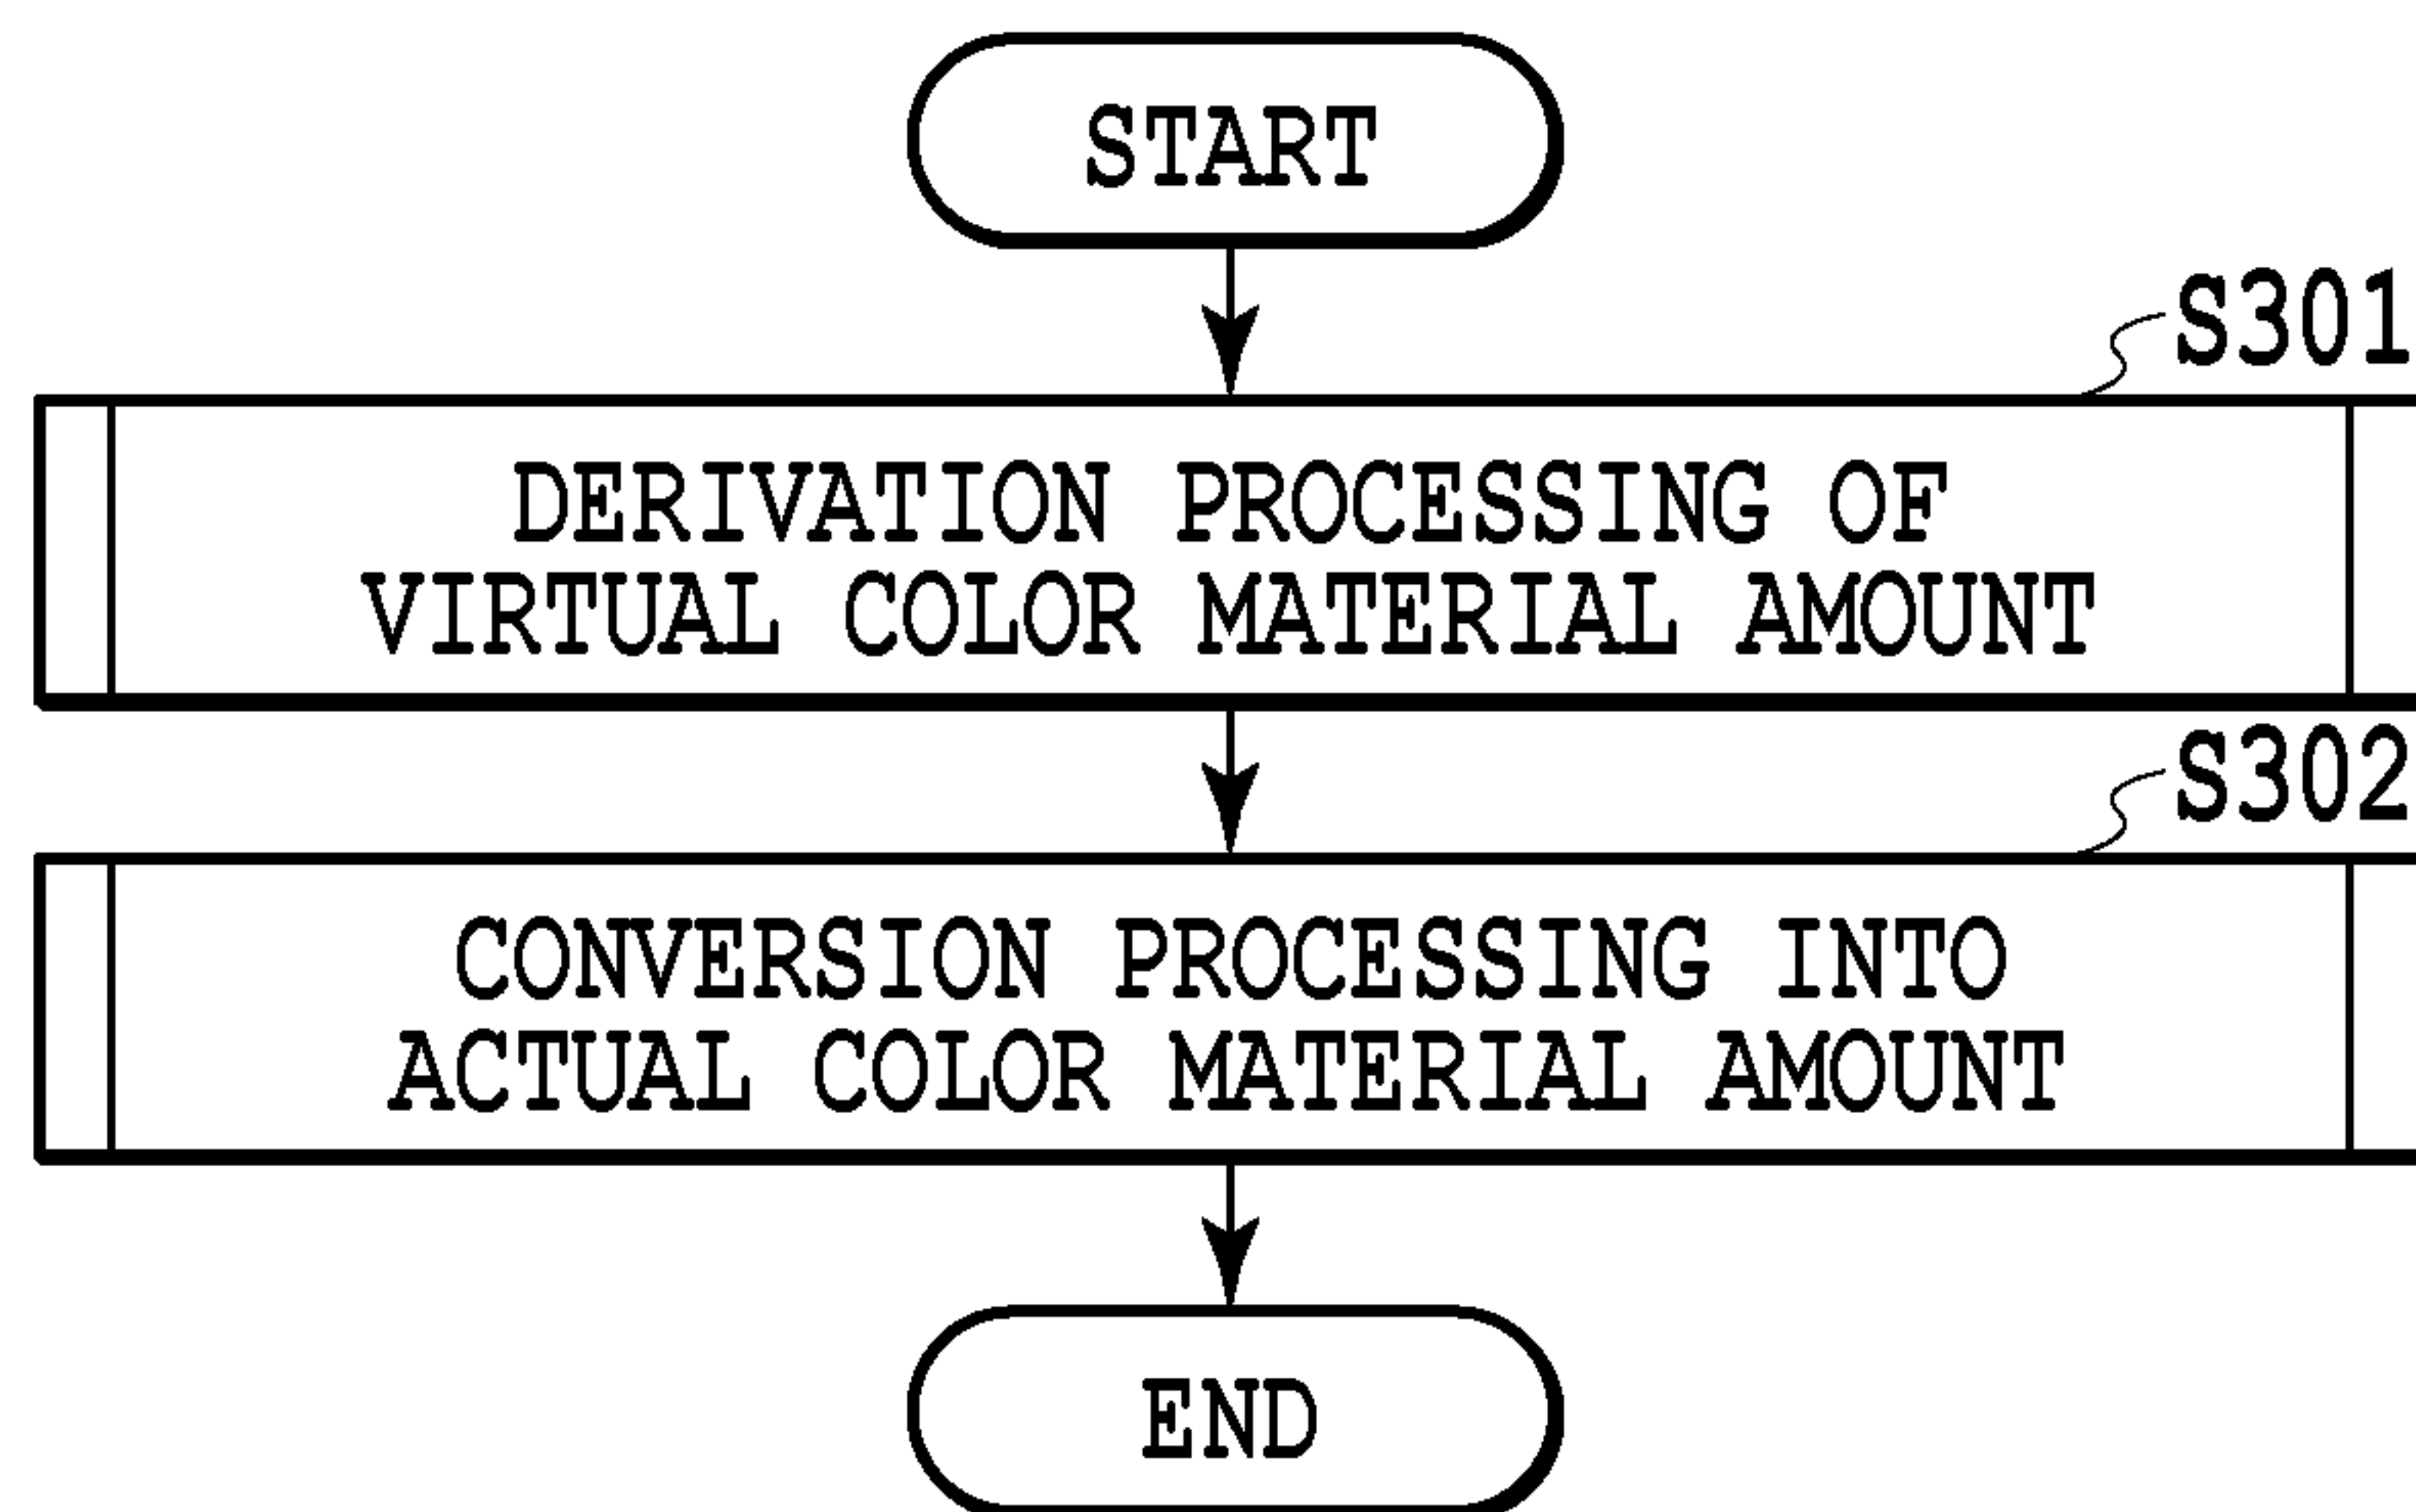 START
S301
DERIVATION PROCESSING OF
VIRTUAL COLOR MATERIAL AMOUNT
S302
CONVERSION PROCESSING INTO
ACTUAL COLOR MATERIAL AMOUNT
END